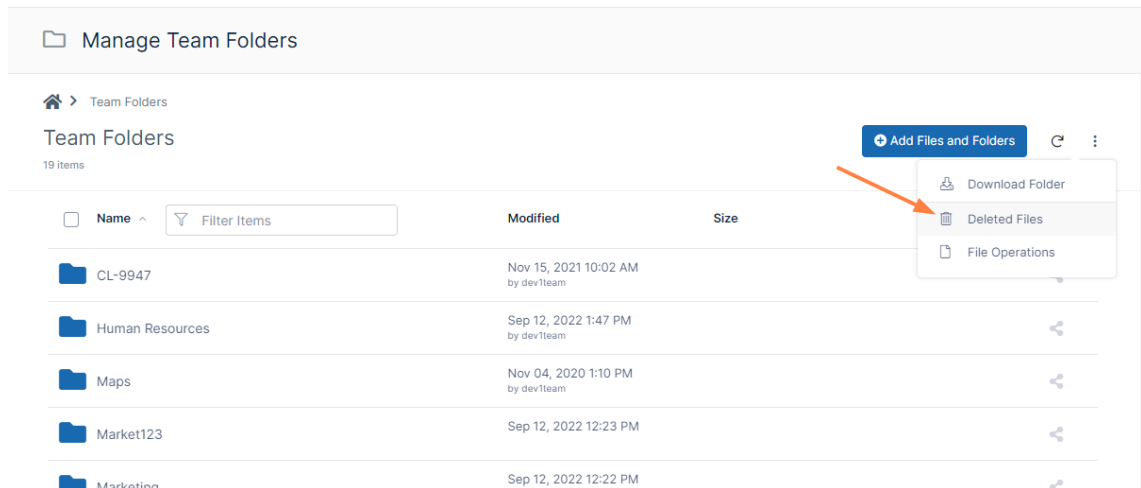 Manage Team Folders
Team Folders
Team Folders
19 items
Add Files and Folders
Download Folder
Deleted Files
File Operations
Name Filter Items Modified Size
CL-9947 Nov 15, 2021 10:02 AM
by dev1team
Human Resources Sep 12, 2022 1:47 PM
by dev1team
Maps Nov 04, 2020 1:10 PM
by dev1team
Market123 Sep 12, 2022 12:23 PM
Marketing Sep 12, 2022 12:22 PM